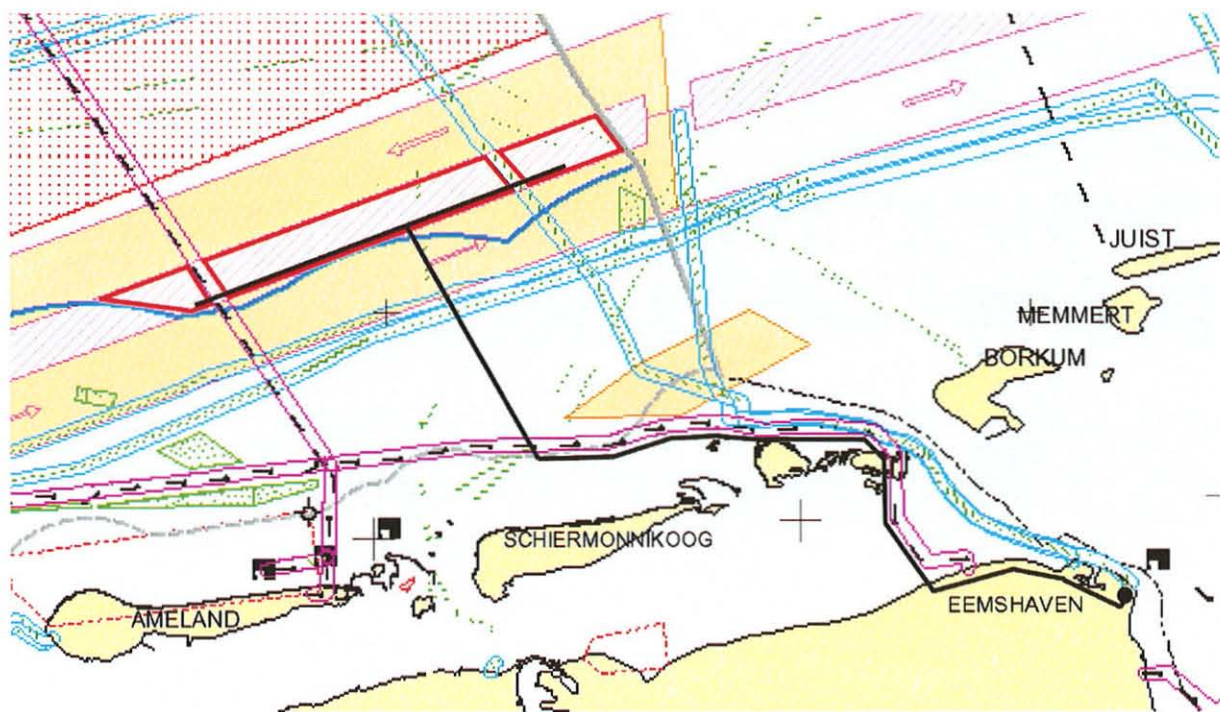 JUIST
MEMMERT
BORKUM
SCHIERMONNIKOOG
EEMSHAVEN
AMELAND